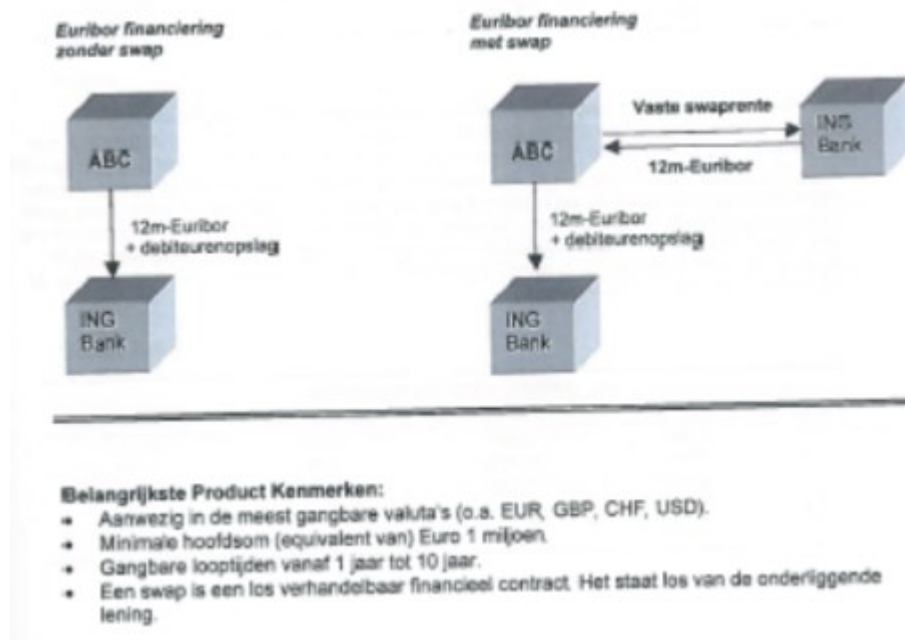 Euribor financiering
zonder swap
ABC
12m-Euribor
+ debiteurenopslag
ING
Bank
Euribor financiering
met swap
ABC
Vaste swaprente
12m-Euribor
ING
Bank
12m-Euribor
+ debiteurenopslag
ING
Bank
Belangrijkste Product Kenmerken:
Aanwezig in de meest gangbare valuta's (o.a. EUR, GBP, CHF, USD).
Minimale hoofdsom (equivalent van) Euro 1 miljoen.
Gangbare looptijden vanaf 1 jaar tot 10 jaar.
Een swap is een los verhandelbaar financieel contract. Het staat los van de onderliggende
lening.